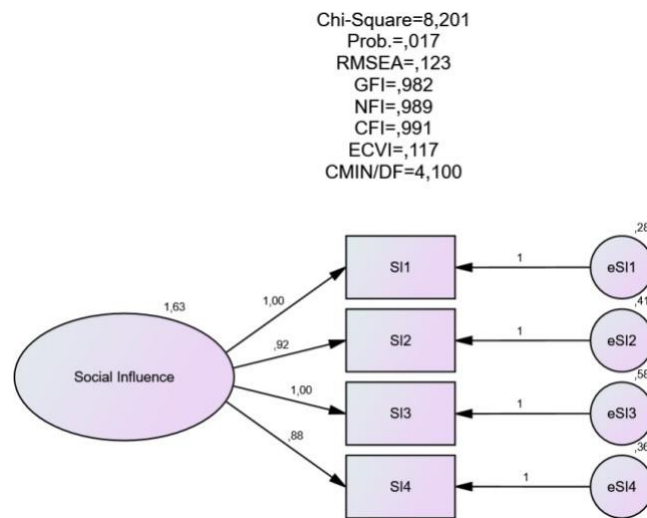 Chi-Square=8,201
Prob.=,017
RMSEA=,123
GFI=,982
NFI=,989
CFI=,991
ECVI=,117
CMIN/DF=4,100
,28
SI1
1
eSI1
1,63
1,00
,41
SI2
1
eSI2
,92
Social Influence
,58
1,00
SI3
1
eSI3
,88
,36
SI4
1
eSI4